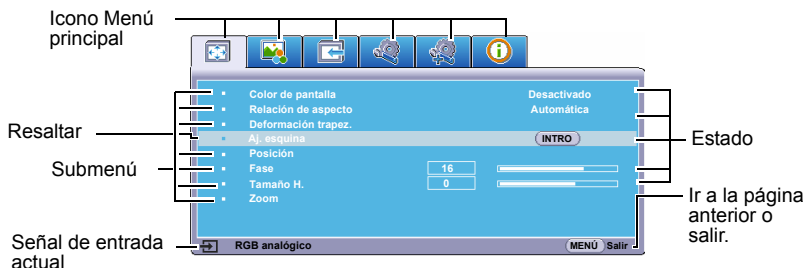 Icono Menú
principal
Color de pantalla Desactivado
Relación de aspecto Automática
Deformación trapez.
Resaltar Aj. esquina INTRO Estado
Posición
Submenú Fase 16
Tamaño H. 0
Zoom
Ir a la página
anterior o
salir.
Señal de entrada
actual
RGB analógico MENÚ Salir